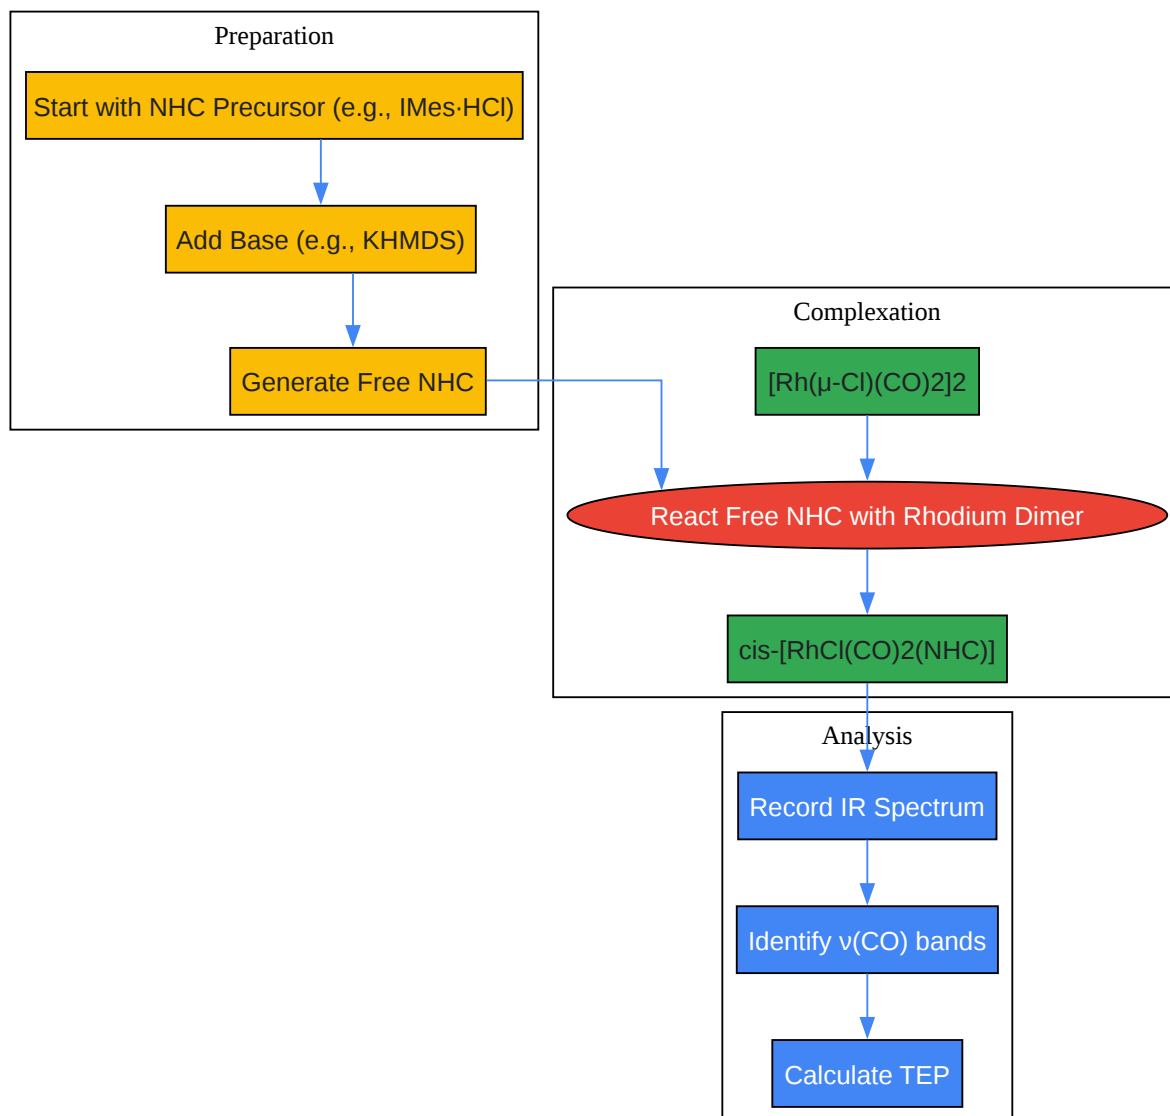 Preparation
Start with NHC Precursor (e.g., IMes·HCl)
Add Base (e.g., KHMDS)
Generate Free NHC
Complexation
[Rh(μ-Cl)(CO)2]2
React Free NHC with Rhodium Dimer
cis-[RhCl(CO)2(NHC)]
Analysis
Record IR Spectrum
Identify ν(CO) bands
Calculate TEP